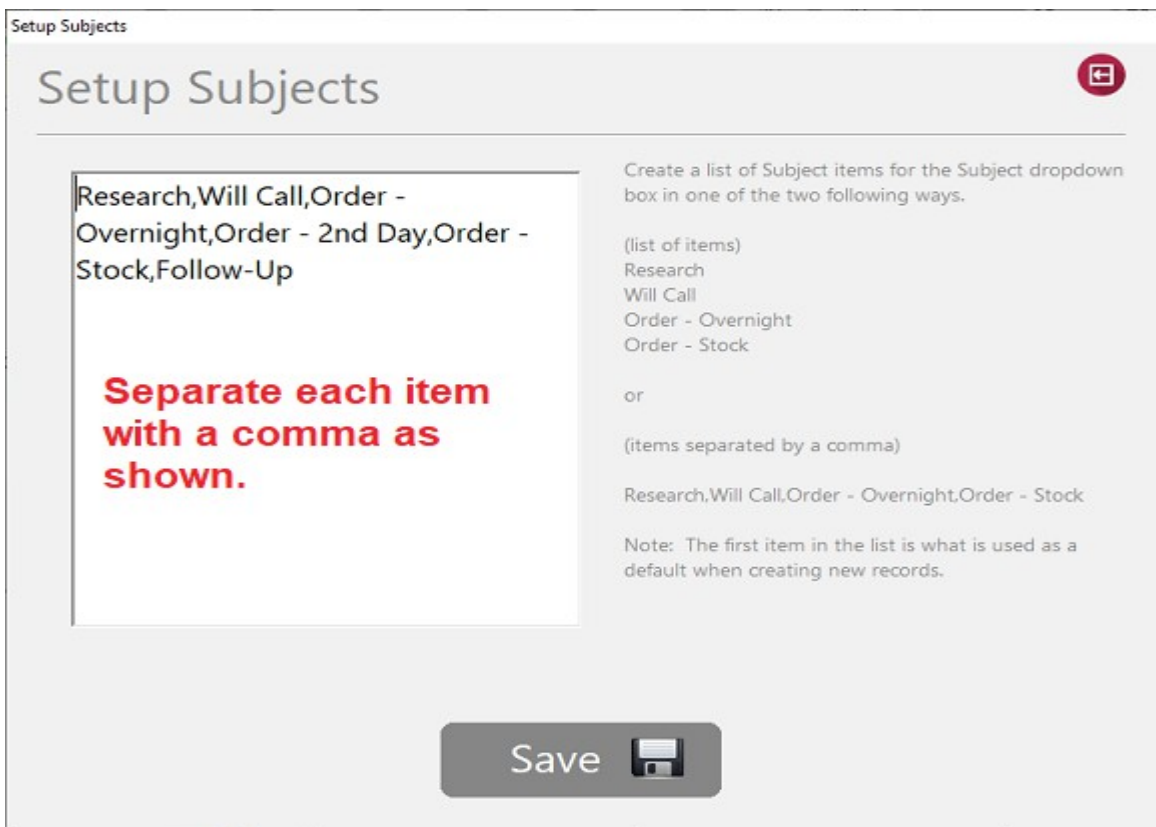 Setup Subjects
Setup Subjects
Research,Will Call,Order -
Overnight,Order - 2nd Day,Order -
Stock,Follow-Up
Separate each item
with a comma as
shown.
Create a list of Subject items for the Subject dropdown
box in one of the two following ways.
(list of items)
Research
Will Call
Order - Overnight
Order - Stock
or
(items separated by a comma)
Research,Will Call,Order - Overnight,Order - Stock
Note:  The first item in the list is what is used as a
default when creating new records.
Save